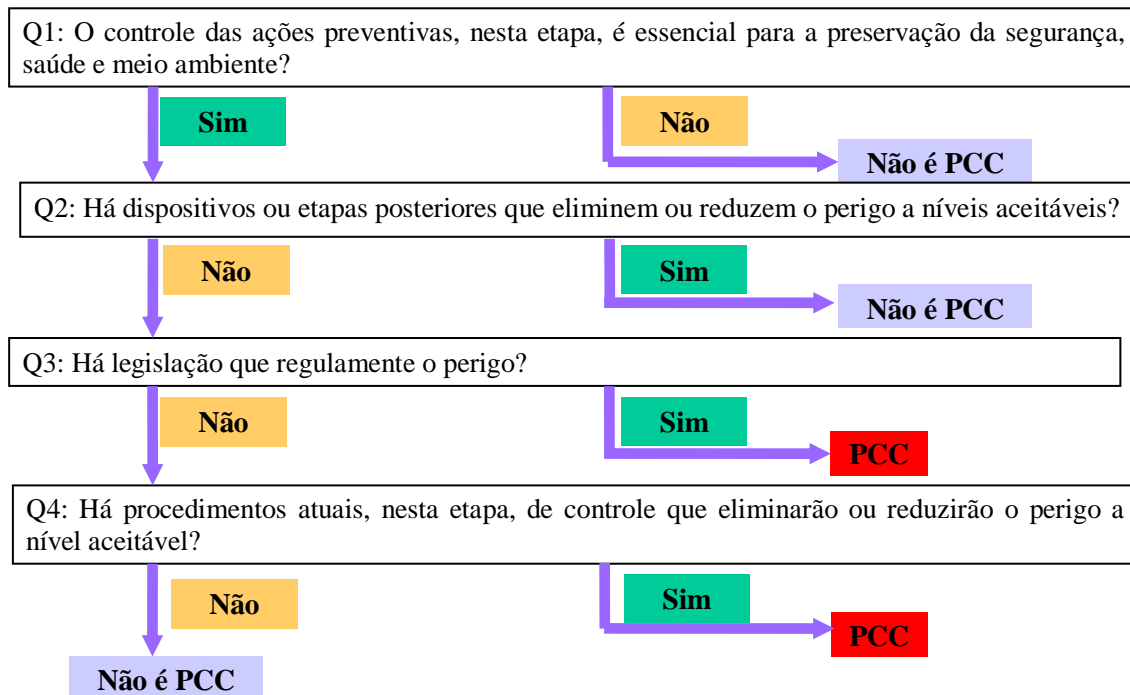 Q1: O controle das ações preventivas, nesta etapa, é essencial para a preservação da segurança,
saúde e meio ambiente?
Sim
Não
Não é PCC
Q2: Há dispositivos ou etapas posteriores que eliminem ou reduzem o perigo a níveis aceitáveis?
Não
Sim
Não é PCC
Q3: Há legislação que regulamente o perigo?
Não
Sim
PCC
Q4: Há procedimentos atuais, nesta etapa, de controle que eliminarão ou reduzirão o perigo a
nível aceitável?
Não
Sim
PCC
Não é PCC